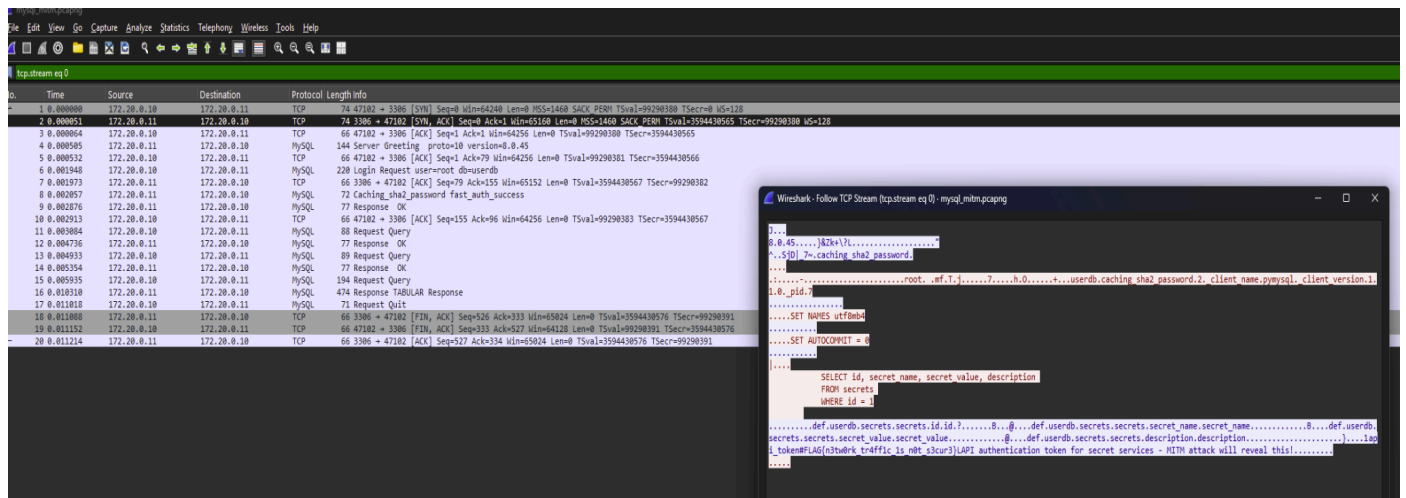 mysql_mitm.pcapng
File Edit View Go Capture Analyze Statistics Telephony Wireless Tools Help
tcp.stream eq 0
No. Time Source Destination Protocol Length Info
1 0.000000 172.20.0.10 172.20.0.11 TCP 74 47102 → 3306 [SYN] Seq=0 Win=64240 Len=0 MSS=1460 SACK_PERM TSval=99290380 TSecr=0 WS=128
2 0.000051 172.20.0.11 172.20.0.10 TCP 74 3306 → 47102 [SYN, ACK] Seq=0 Ack=1 Win=65160 Len=0 MSS=1460 SACK_PERM TSval=3594430565 TSecr=99290380 WS=128
3 0.000064 172.20.0.10 172.20.0.11 TCP 66 47102 → 3306 [ACK] Seq=1 Ack=1 Win=64256 Len=0 TSval=99290380 TSecr=3594430565
4 0.000505 172.20.0.11 172.20.0.10 MySQL 144 Server Greeting proto=10 version=8.0.45
5 0.000532 172.20.0.10 172.20.0.11 TCP 66 47102 → 3306 [ACK] Seq=1 Ack=79 Win=64256 Len=0 TSval=99290381 TSecr=3594430566
6 0.001948 172.20.0.10 172.20.0.11 MySQL 220 Login Request user=root db=userdb
7 0.001973 172.20.0.11 172.20.0.10 TCP 66 3306 → 47102 [ACK] Seq=79 Ack=155 Win=65152 Len=0 TSval=3594430567 TSecr=99290382
8 0.002057 172.20.0.11 172.20.0.10 MySQL 72 Caching_sha2_password fast_auth_success
9 0.002876 172.20.0.11 172.20.0.10 MySQL 77 Response OK
10 0.002913 172.20.0.10 172.20.0.11 TCP 66 47102 → 3306 [ACK] Seq=155 Ack=96 Win=64256 Len=0 TSval=99290383 TSecr=3594430567
11 0.003084 172.20.0.10 172.20.0.11 MySQL 88 Request Query
12 0.004736 172.20.0.11 172.20.0.10 MySQL 77 Response OK
13 0.004933 172.20.0.10 172.20.0.11 MySQL 89 Request Query
14 0.005354 172.20.0.11 172.20.0.10 MySQL 77 Response OK
15 0.005935 172.20.0.10 172.20.0.11 MySQL 194 Request Query
16 0.010310 172.20.0.11 172.20.0.10 MySQL 474 Response TABULAR Response
17 0.011018 172.20.0.10 172.20.0.11 MySQL 71 Request Quit
18 0.011088 172.20.0.11 172.20.0.10 TCP 66 3306 → 47102 [FIN, ACK] Seq=526 Ack=333 Win=65024 Len=0 TSval=3594430576 TSecr=99290391
19 0.011152 172.20.0.10 172.20.0.11 TCP 66 47102 → 3306 [FIN, ACK] Seq=333 Ack=527 Win=64128 Len=0 TSval=99290391 TSecr=3594430576
20 0.011214 172.20.0.11 172.20.0.10 TCP 66 3306 → 47102 [ACK] Seq=527 Ack=334 Win=65024 Len=0 TSval=3594430576 TSecr=99290391
Wireshark · Follow TCP Stream (tcp.stream eq 0) · mysql_mitm.pcapng
J...
8.0.45.....}&Zk+\?L..................."
^..SjD|_7~.caching_sha2_password.
....
.:.....-.......................root. .mf.T.j......7.....h.O......+...userdb.caching_sha2_password.2._client_name.pymysql._client_version.1.
1.0._pid.7
................
.....SET NAMES utf8mb4
...........
.....SET AUTOCOMMIT = 0
...........
|....
SELECT id, secret_name, secret_value, description
FROM secrets
WHERE id = 1
..........def.userdb.secrets.secrets.id.id.?.......B...@....def.userdb.secrets.secrets.secret_name.secret_name.............B....def.userdb.
secrets.secrets.secret_value.secret_value............@....def.userdb.secrets.secrets.description.description......................}....1ap
i_token#FLAG{n3tw0rk_tr4ff1c_1s_n0t_s3cur3}LAPI authentication token for secret services - MITM attack will reveal this!.........
.....